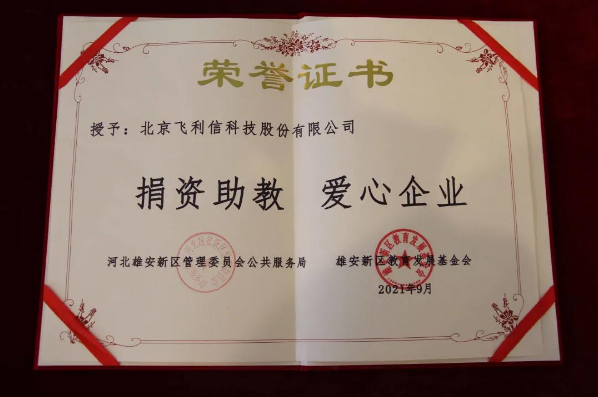 荣誉证书
授予：北京飞利信科技股份有限公司
捐资助教 爱心企业
河北雄安新区管理委员会公共服务局 雄安新区教育发展基金会
2021年9月